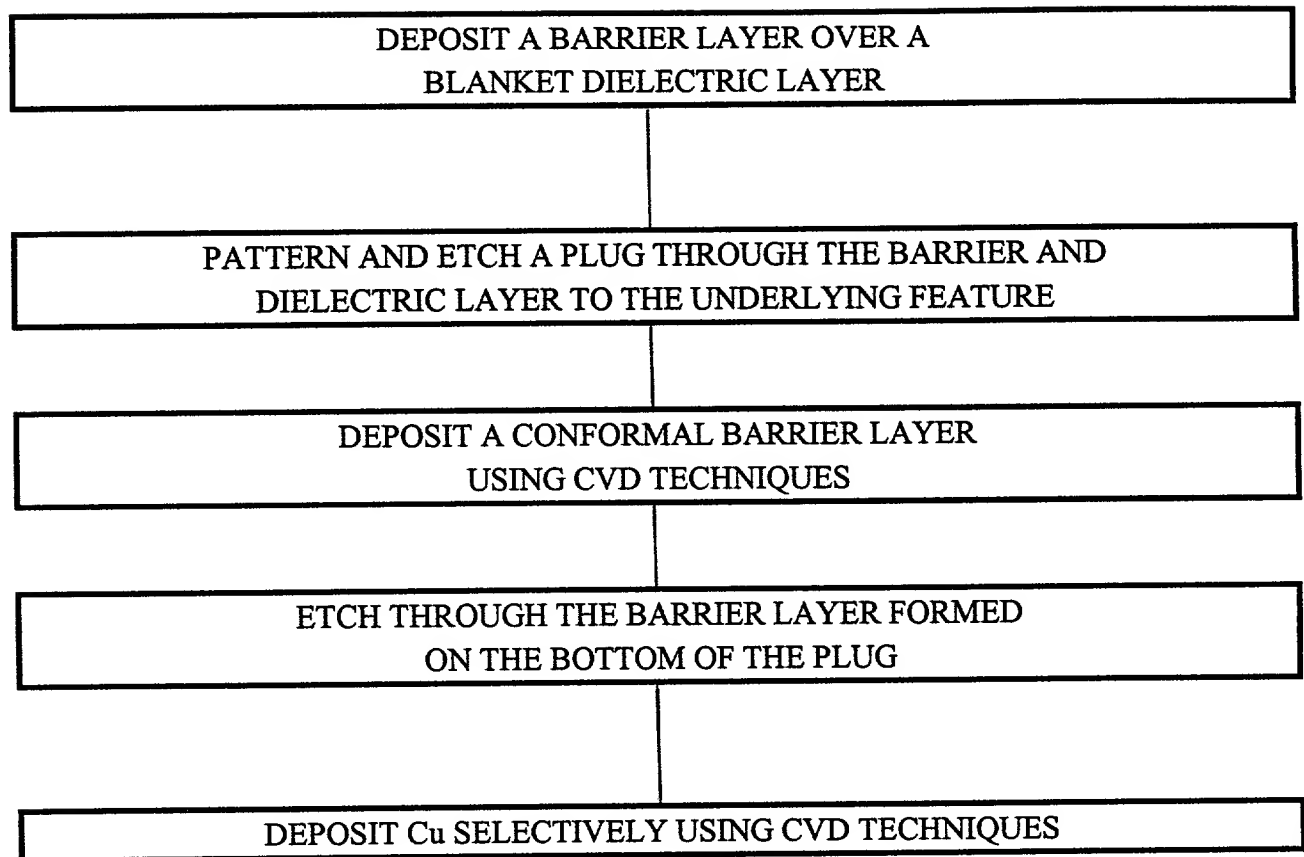 DEPOSIT A BARRIER LAYER OVER A
BLANKET DIELECTRIC LAYER
PATTERN AND ETCH A PLUG THROUGH THE BARRIER AND
DIELECTRIC LAYER TO THE UNDERLYING FEATURE
DEPOSIT A CONFORMAL BARRIER LAYER
USING CVD TECHNIQUES
ETCH THROUGH THE BARRIER LAYER FORMED
ON THE BOTTOM OF THE PLUG
DEPOSIT Cu SELECTIVELY USING CVD TECHNIQUES